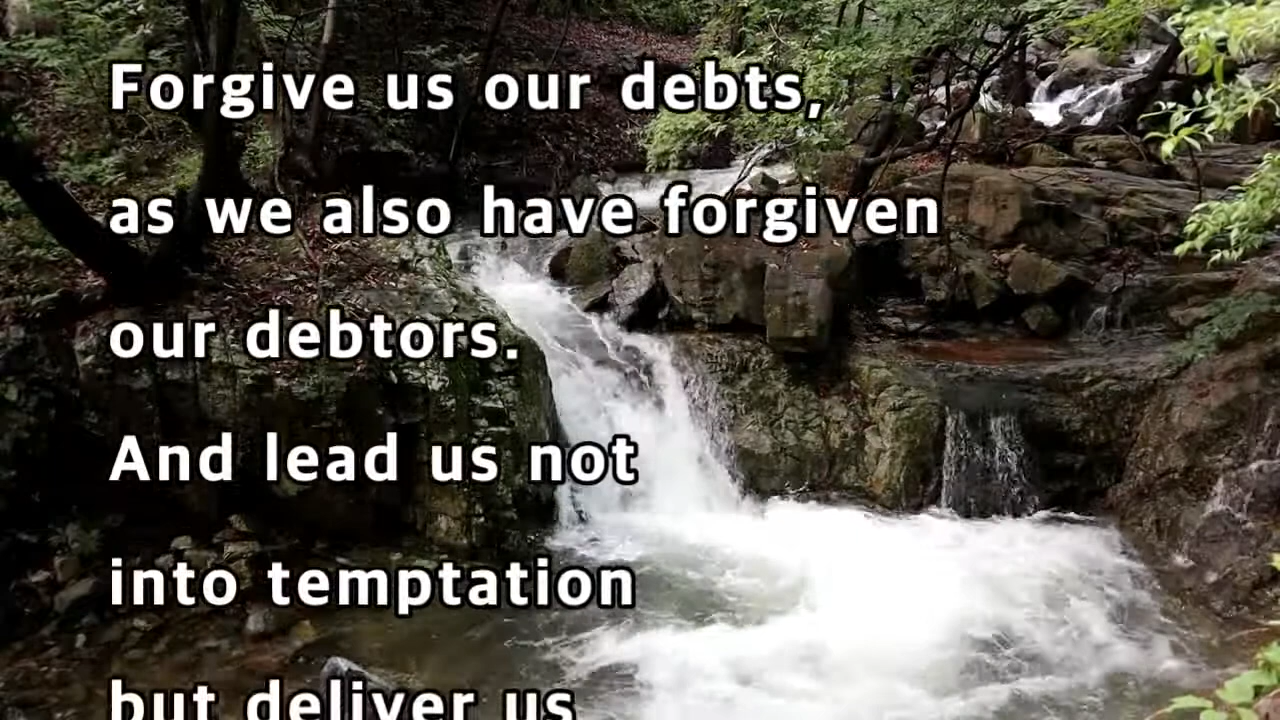 Forgive us our debts,
as we also have forgiven
our debtors.
And lead us not
into temptation
but deliver us